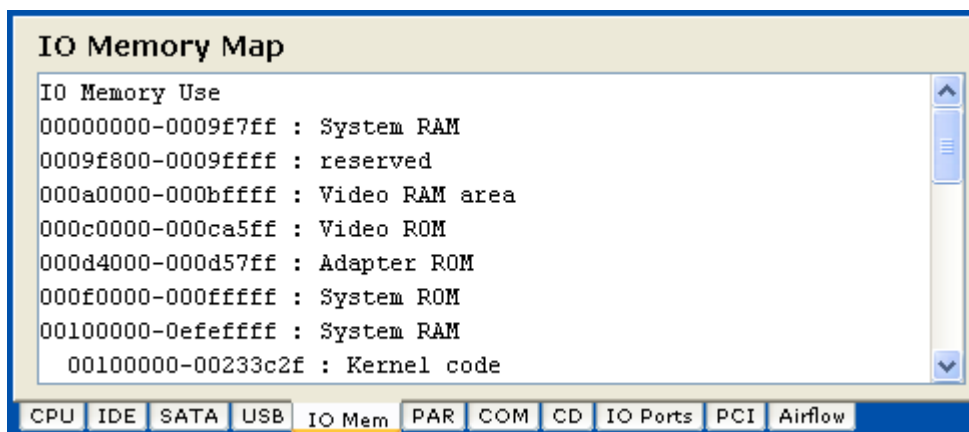 IO Memory Map
IO Memory Use
00000000-0009f7ff : System RAM
0009f800-0009ffff : reserved
000a0000-000bffff : Video RAM area
000c0000-000ca5ff : Video ROM
000d4000-000d57ff : Adapter ROM
000f0000-000fffff : System ROM
00100000-0efeffff : System RAM
00100000-00233c2f : Kernel code
CPU IDE SATA USB IO Mem PAR COM CD IO Ports PCI Airflow